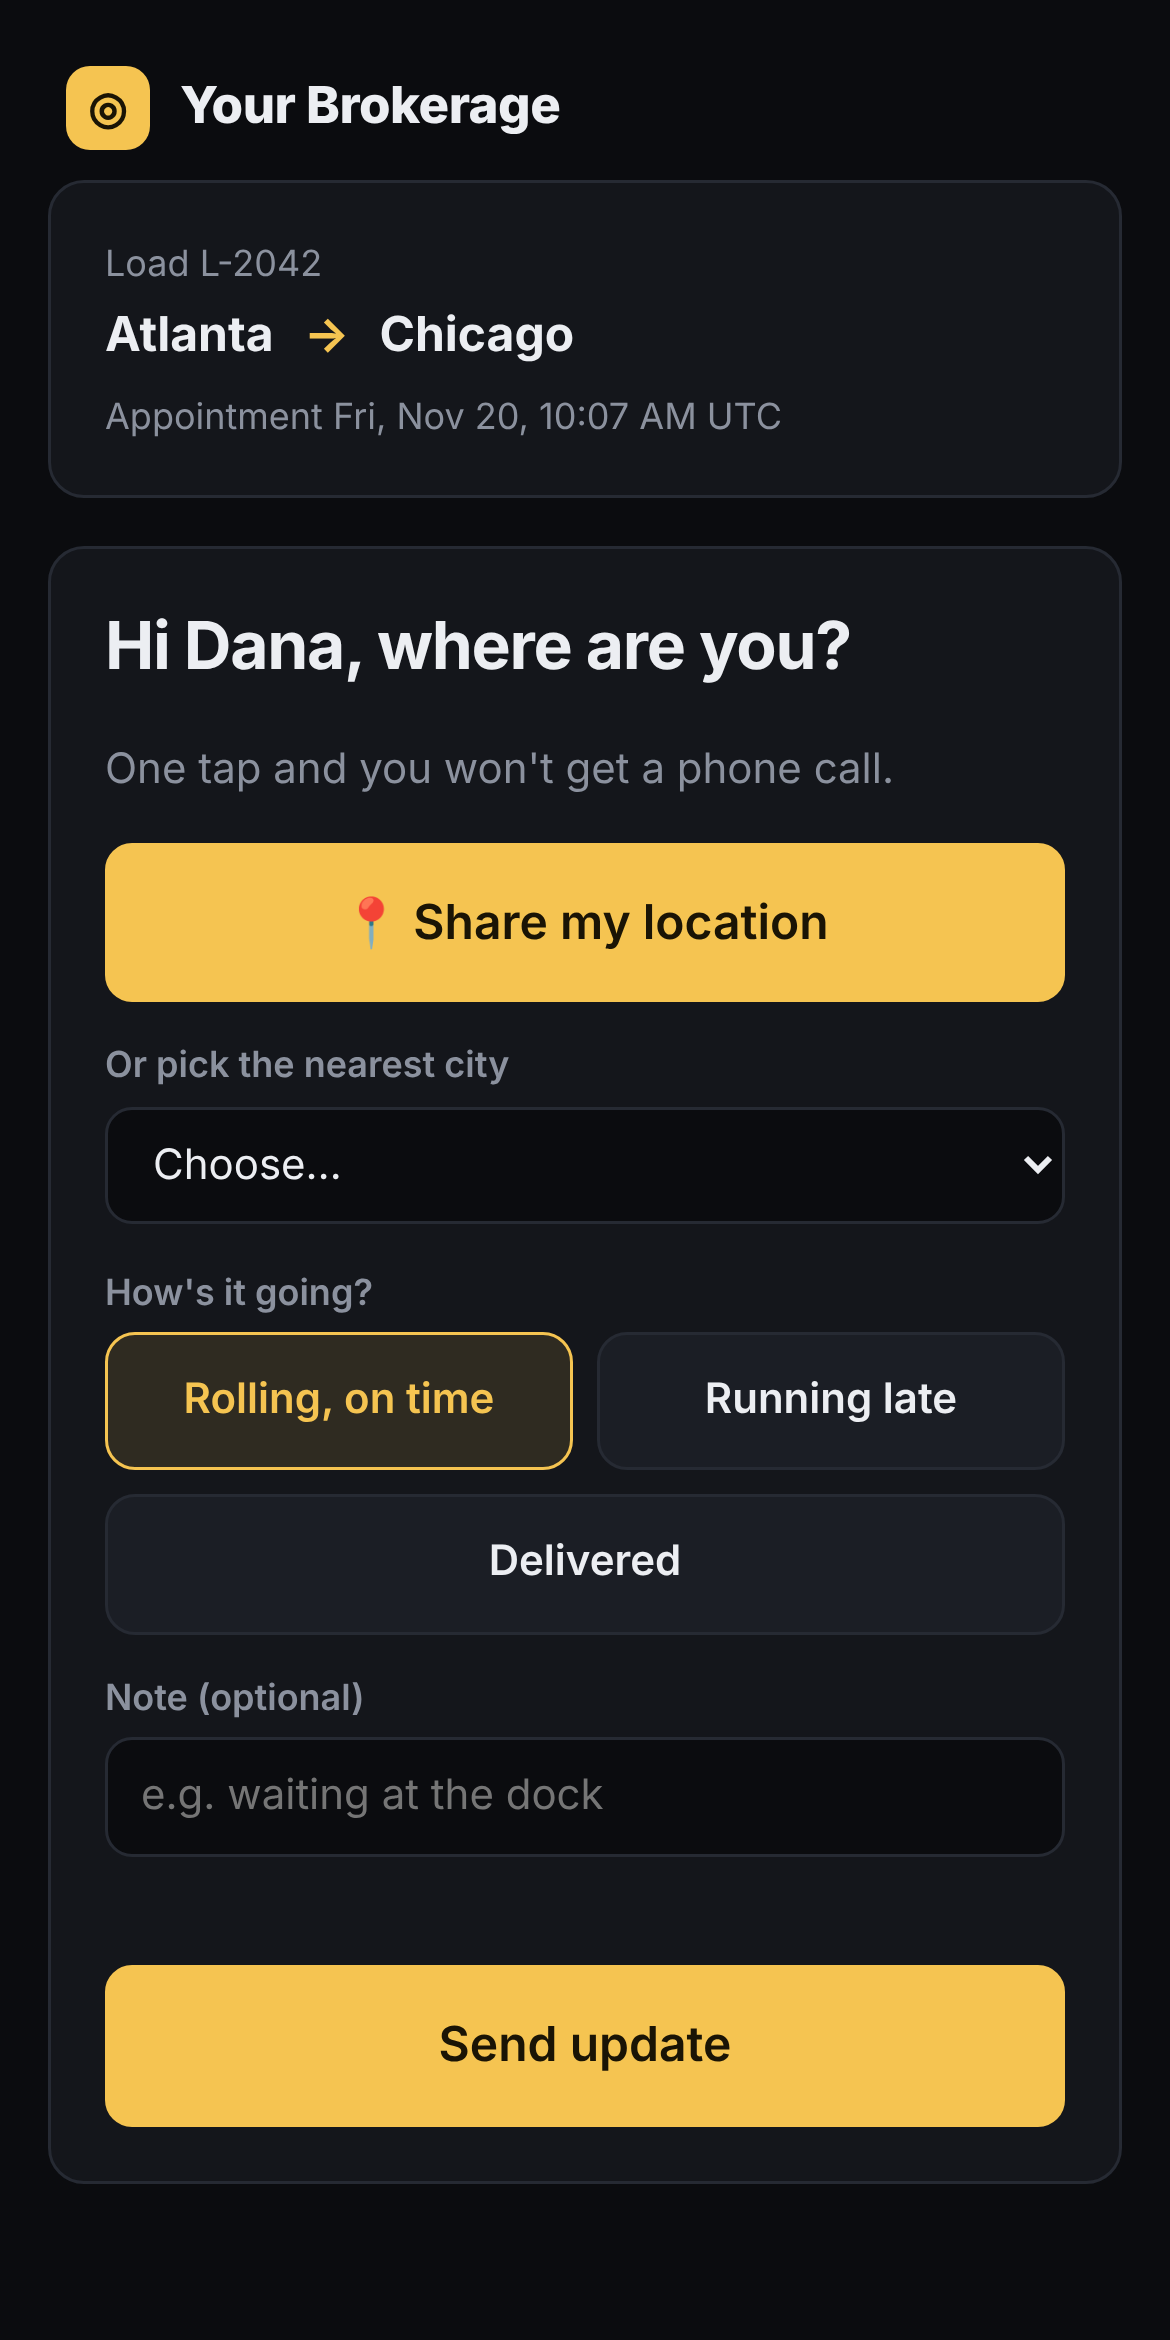 Your Brokerage
Load L-2042
Atlanta → Chicago
Appointment Fri, Nov 20, 10:07 AM UTC
Hi Dana, where are you?
One tap and you won't get a phone call.
📍 Share my location
Or pick the nearest city
Choose...
How's it going?
Rolling, on time
Running late
Delivered
Note (optional)
e.g. waiting at the dock
Send update